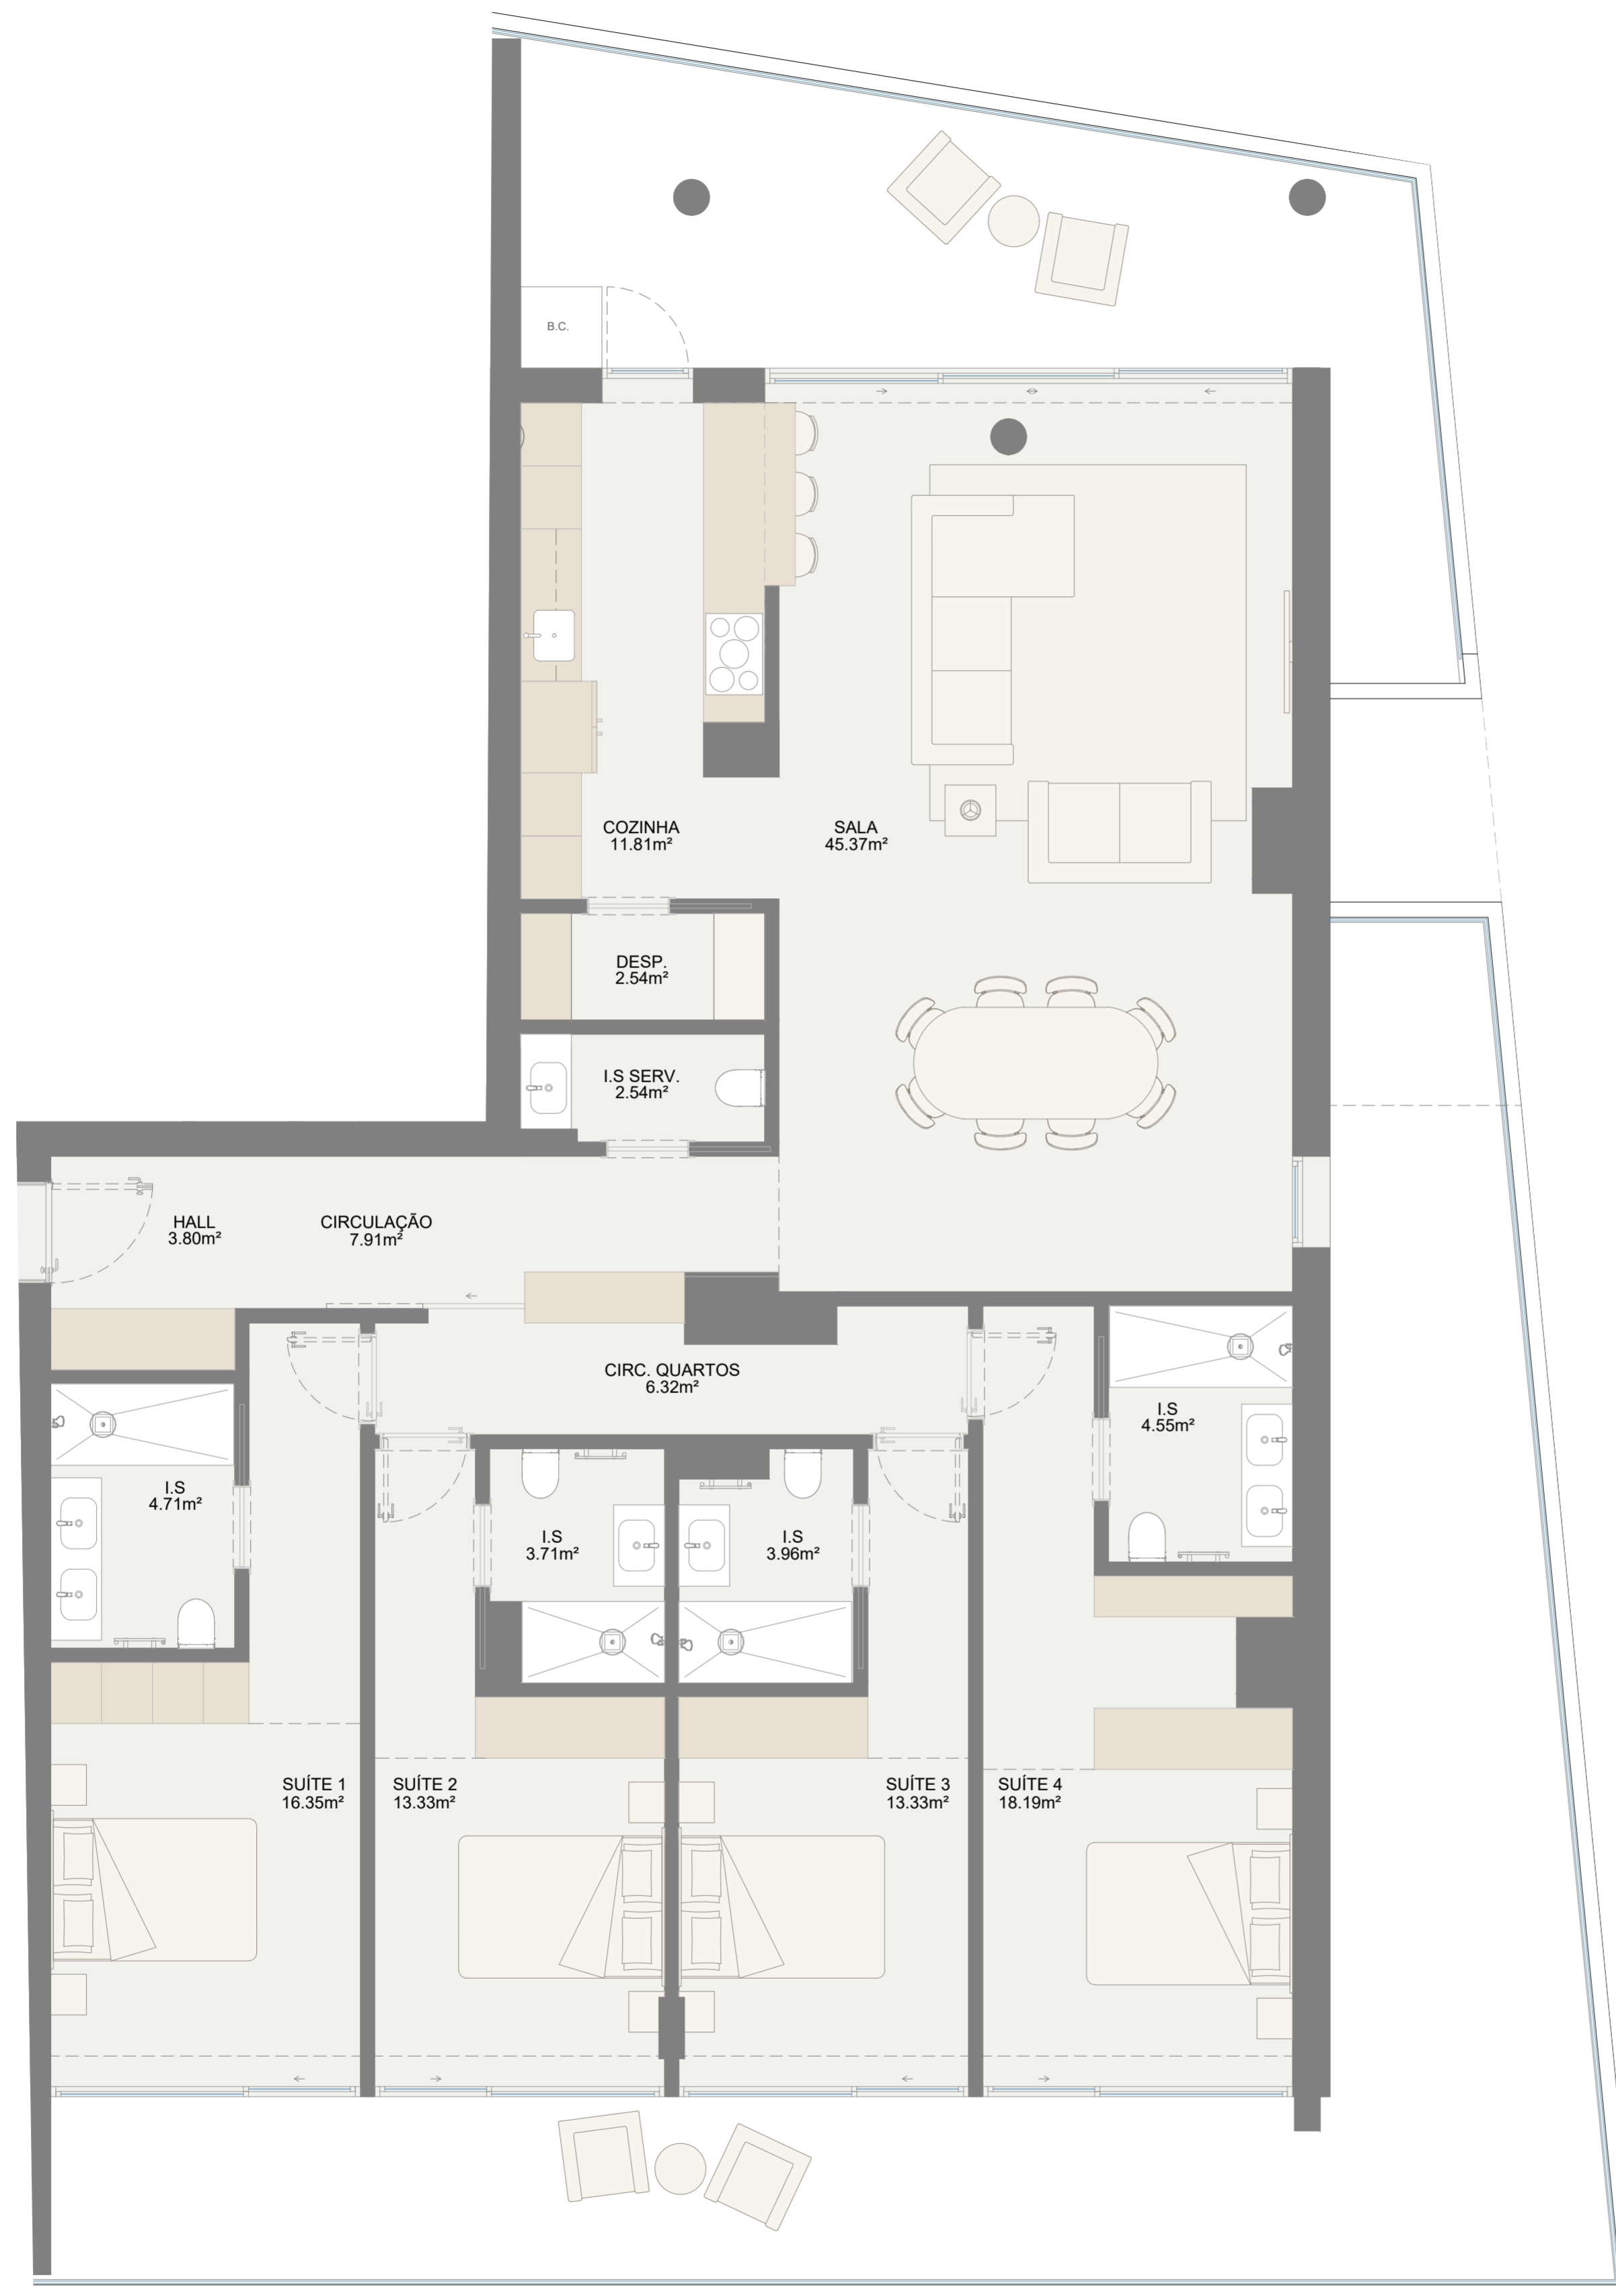 B.C.
COZINHA
11.81m²
SALA
45.37m²
DESP.
2.54m²
I.S SERV.
2.54m²
HALL
3.80m²
CIRCULAÇÃO
7.91m²
CIRC. QUARTOS
6.32m²
I.S
4.55m²
I.S
4.71m²
I.S
3.71m²
I.S
3.96m²
SUÍTE 1
16.35m²
SUÍTE 2
13.33m²
SUÍTE 3
13.33m²
SUÍTE 4
18.19m²